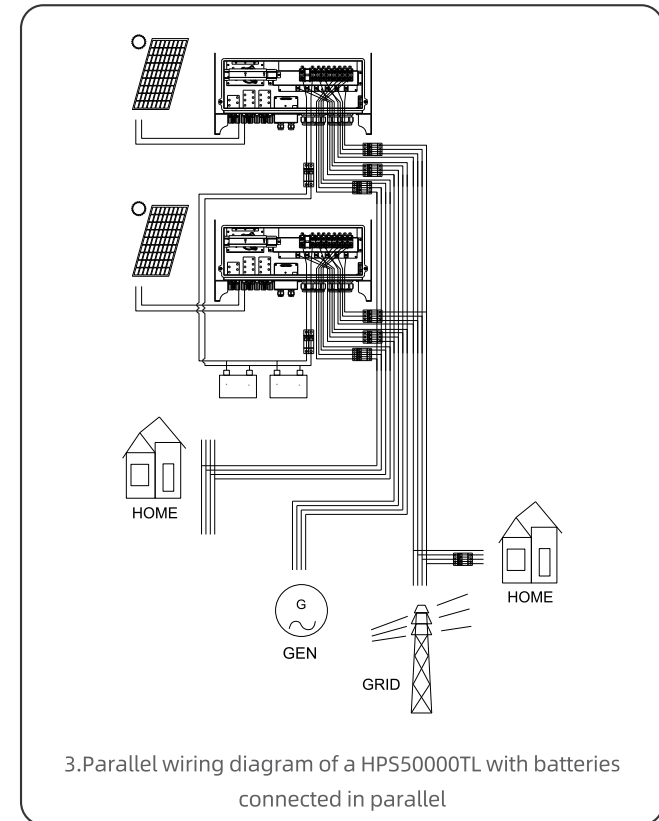 HOME
G
GEN
HOME
GRID
3.Parallel wiring diagram of a HPS50000TL with batteries
connected in parallel